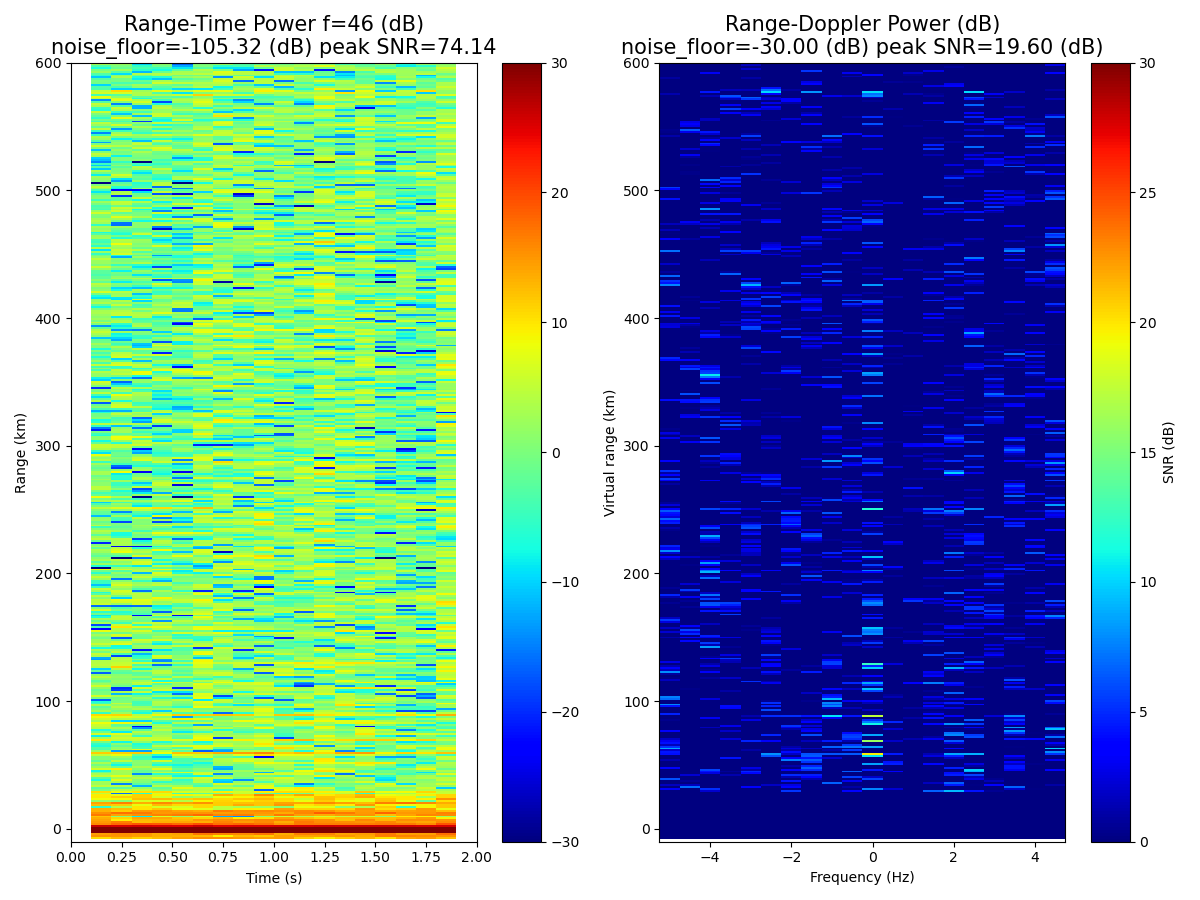 Range-Time Power f=46 (dB)
noise_floor=-105.32 (dB) peak SNR=74.14
Range (km)
600
500
400
300
200
100
0
0.00 0.25 0.50 0.75 1.00 1.25 1.50 1.75 2.00
Time (s)
30
20
10
0
−10
−20
−30
Range-Doppler Power (dB)
noise_floor=-30.00 (dB) peak SNR=19.60 (dB)
Virtual range (km)
600
500
400
300
200
100
0
−4 −2 0 2 4
Frequency (Hz)
30
25
20
15
10
5
0
SNR (dB)